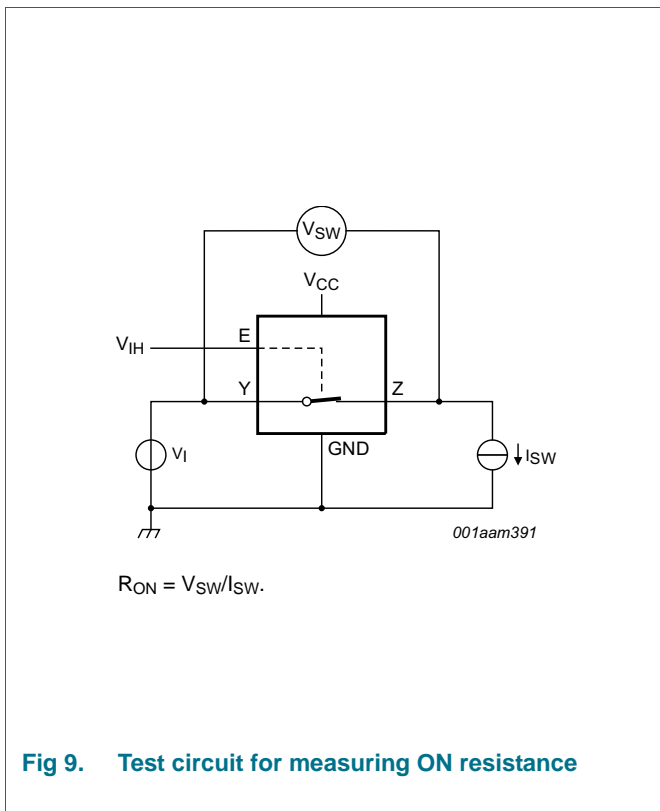 VSW
VCC
VIH
E
Y
Z
VI
GND
ISW
001aam391
RON = VSW/ISW.
Fig 9. Test circuit for measuring ON resistance